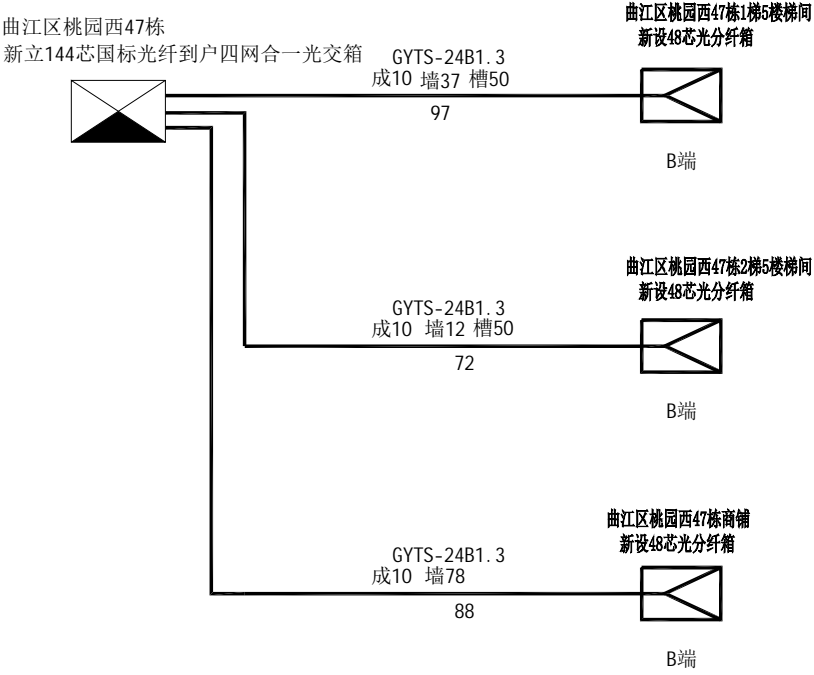 曲江区桃园西47栋
新立144芯国标光纤到户四网合一光交箱
曲江区桃园西47栋1梯5楼梯间
新设48芯光分纤箱
GYTS-24B1.3
成10 墙37 槽50
97
B端
曲江区桃园西47栋2梯5楼梯间
新设48芯光分纤箱
GYTS-24B1.3
成10 墙12 槽50
72
B端
曲江区桃园西47栋商铺
新设48芯光分纤箱
GYTS-24B1.3
成10 墙78
88
B端